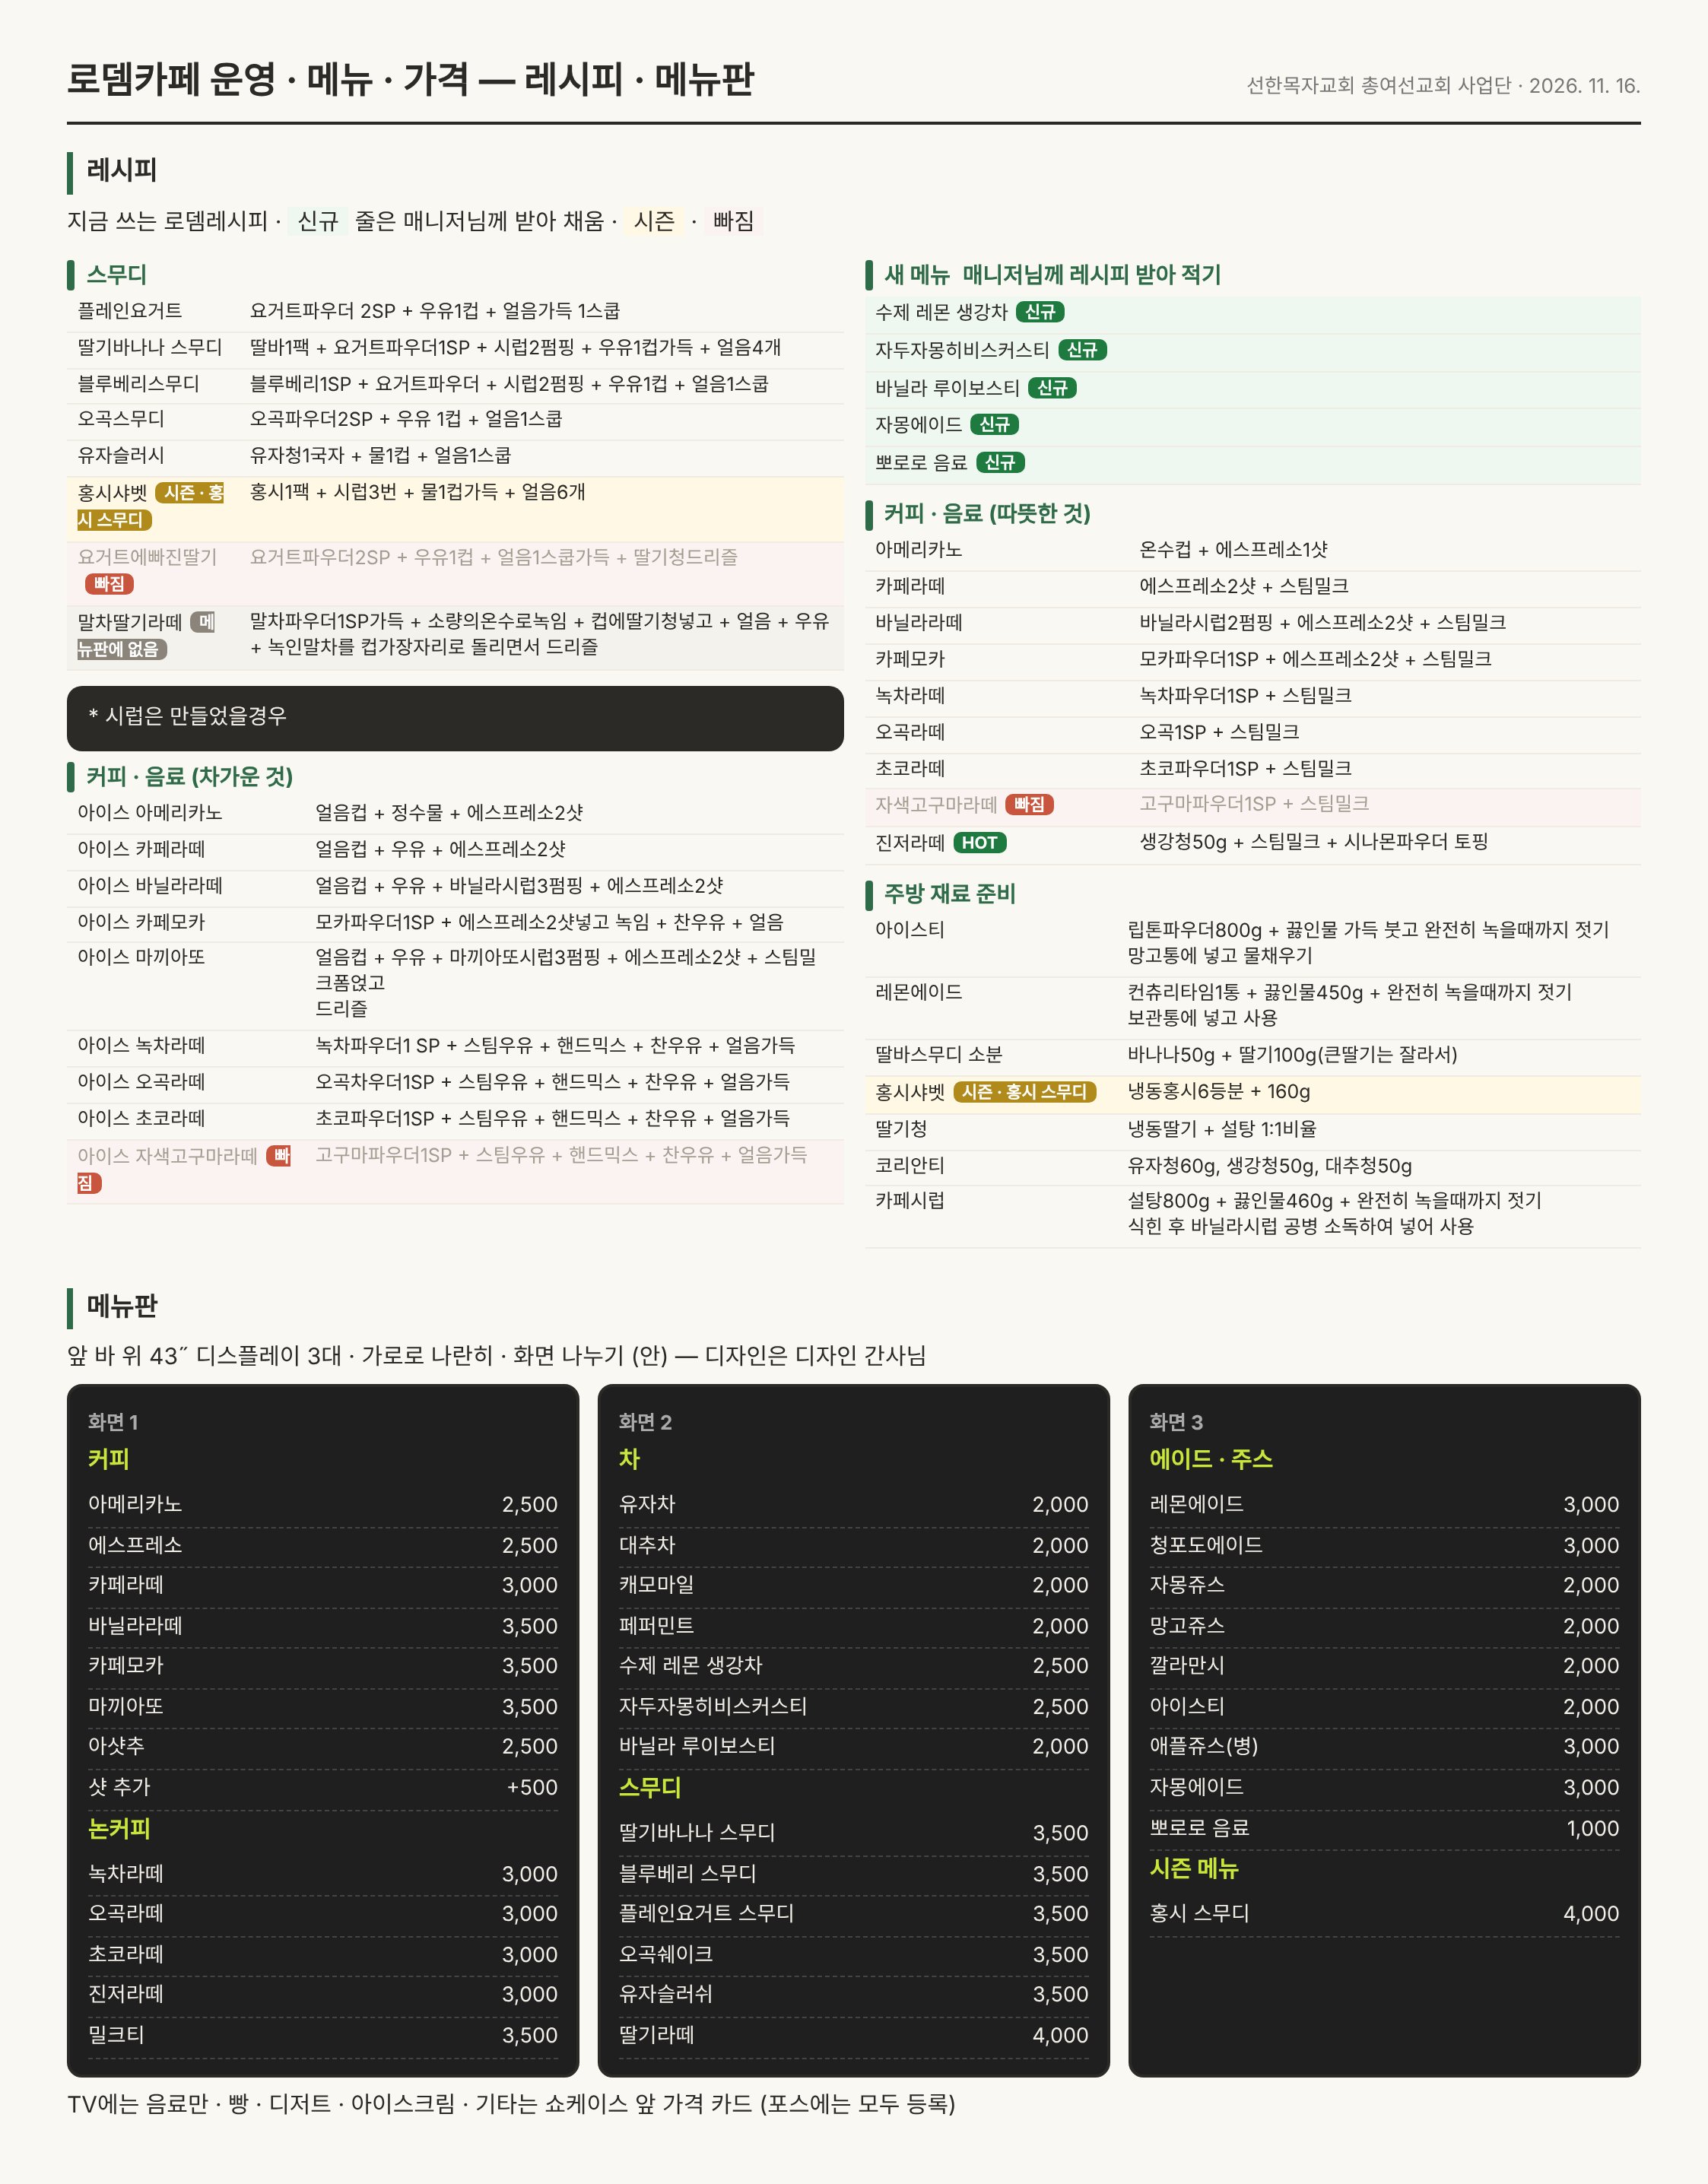 로뎀카페 운영 · 메뉴 · 가격 — 레시피 · 메뉴판
선한목자교회 총여선교회 사업단 · 2026. 11. 16.
레시피
지금 쓰는 로뎀레시피 · 신규 줄은 매니저님께 받아 채움 · 시즌 · 빠짐
스무디
플레인요거트 요거트파우더 2SP + 우유1컵 + 얼음가득 1스쿱
딸기바나나 스무디 딸바1팩 + 요거트파우더1SP + 시럽2펌핑 + 우유1컵가득 + 얼음4개
블루베리스무디 블루베리1SP + 요거트파우더 + 시럽2펌핑 + 우유1컵 + 얼음1스쿱
오곡스무디 오곡파우더2SP + 우유 1컵 + 얼음1스쿱
유자슬러시 유자청1국자 + 물1컵 + 얼음1스쿱
홍시샤벳 시즌 · 홍 홍시1팩 + 시럽3번 + 물1컵가득 + 얼음6개
시 스무디
요거트에빠진딸기 요거트파우더2SP + 우유1컵 + 얼음1스쿱가득 + 딸기청드리즐
빠짐
말차딸기라떼 메 말차파우더1SP가득 + 소량의온수로녹임 + 컵에딸기청넣고 + 얼음 + 우유
뉴판에 없음 + 녹인말차를 컵가장자리로 돌리면서 드리즐
* 시럽은 만들었을경우
커피 · 음료 (차가운 것)
아이스 아메리카노 얼음컵 + 정수물 + 에스프레소2샷
아이스 카페라떼 얼음컵 + 우유 + 에스프레소2샷
아이스 바닐라라떼 얼음컵 + 우유 + 바닐라시럽3펌핑 + 에스프레소2샷
아이스 카페모카 모카파우더1SP + 에스프레소2샷넣고 녹임 + 찬우유 + 얼음
아이스 마끼아또 얼음컵 + 우유 + 마끼아또시럽3펌핑 + 에스프레소2샷 + 스팀밀
크폼얹고
드리즐
아이스 녹차라떼 녹차파우더1 SP + 스팀우유 + 핸드믹스 + 찬우유 + 얼음가득
아이스 오곡라떼 오곡차우더1SP + 스팀우유 + 핸드믹스 + 찬우유 + 얼음가득
아이스 초코라떼 초코파우더1SP + 스팀우유 + 핸드믹스 + 찬우유 + 얼음가득
아이스 자색고구마라떼 빠 고구마파우더1SP + 스팀우유 + 핸드믹스 + 찬우유 + 얼음가득
짐
새 메뉴 매니저님께 레시피 받아 적기
수제 레몬 생강차 신규
자두자몽히비스커스티 신규
바닐라 루이보스티 신규
자몽에이드 신규
뽀로로 음료 신규
커피 · 음료 (따뜻한 것)
아메리카노 온수컵 + 에스프레소1샷
카페라떼 에스프레소2샷 + 스팀밀크
바닐라라떼 바닐라시럽2펌핑 + 에스프레소2샷 + 스팀밀크
카페모카 모카파우더1SP + 에스프레소2샷 + 스팀밀크
녹차라떼 녹차파우더1SP + 스팀밀크
오곡라떼 오곡1SP + 스팀밀크
초코라떼 초코파우더1SP + 스팀밀크
자색고구마라떼 빠짐 고구마파우더1SP + 스팀밀크
진저라떼 HOT 생강청50g + 스팀밀크 + 시나몬파우더 토핑
주방 재료 준비
아이스티 립톤파우더800g + 끓인물 가득 붓고 완전히 녹을때까지 젓기
망고통에 넣고 물채우기
레몬에이드 컨츄리타임1통 + 끓인물450g + 완전히 녹을때까지 젓기
보관통에 넣고 사용
딸바스무디 소분 바나나50g + 딸기100g(큰딸기는 잘라서)
홍시샤벳 시즌 · 홍시 스무디 냉동홍시6등분 + 160g
딸기청 냉동딸기 + 설탕 1:1비율
코리안티 유자청60g, 생강청50g, 대추청50g
카페시럽 설탕800g + 끓인물460g + 완전히 녹을때까지 젓기
식힌 후 바닐라시럽 공병 소독하여 넣어 사용
메뉴판
앞 바 위 43″ 디스플레이 3대 · 가로로 나란히 · 화면 나누기 (안) — 디자인은 디자인 간사님
화면 1
커피
아메리카노 2,500
에스프레소 2,500
카페라떼 3,000
바닐라라떼 3,500
카페모카 3,500
마끼아또 3,500
아샷추 2,500
샷 추가 +500
논커피
녹차라떼 3,000
오곡라떼 3,000
초코라떼 3,000
진저라떼 3,000
밀크티 3,500
화면 2
차
유자차 2,000
대추차 2,000
캐모마일 2,000
페퍼민트 2,000
수제 레몬 생강차 2,500
자두자몽히비스커스티 2,500
바닐라 루이보스티 2,000
스무디
딸기바나나 스무디 3,500
블루베리 스무디 3,500
플레인요거트 스무디 3,500
오곡쉐이크 3,500
유자슬러쉬 3,500
딸기라떼 4,000
화면 3
에이드 · 주스
레몬에이드 3,000
청포도에이드 3,000
자몽쥬스 2,000
망고쥬스 2,000
깔라만시 2,000
아이스티 2,000
애플쥬스(병) 3,000
자몽에이드 3,000
뽀로로 음료 1,000
시즌 메뉴
홍시 스무디 4,000
TV에는 음료만 · 빵 · 디저트 · 아이스크림 · 기타는 쇼케이스 앞 가격 카드 (포스에는 모두 등록)